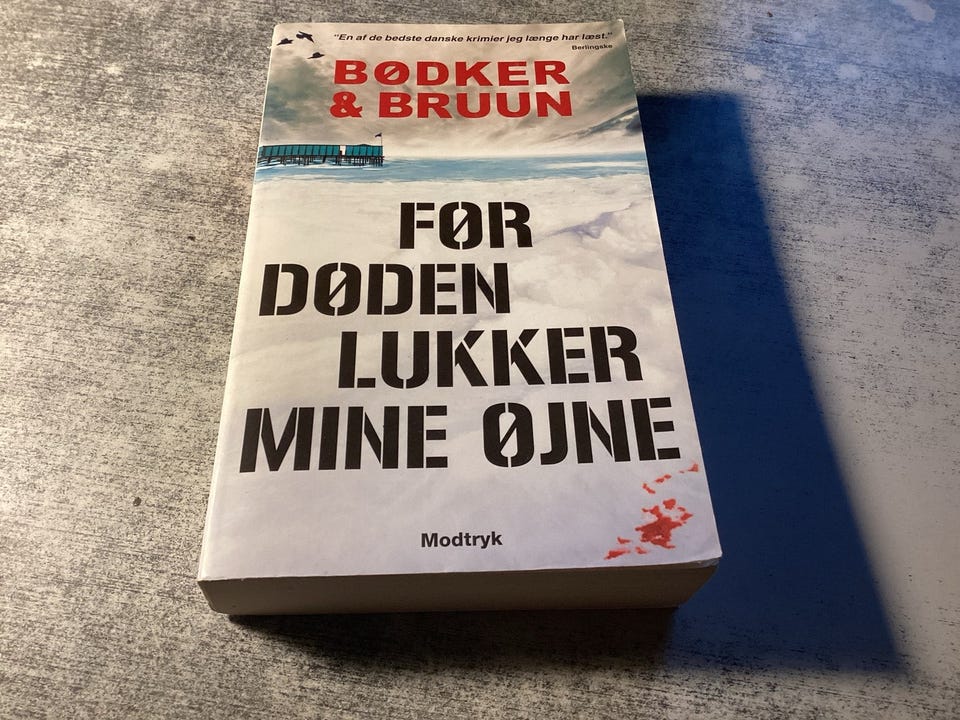 "En af de bedste danske krimier jeg længe har læst."
Berlingske
BØDKER
& BRUUN
FØR
DØDEN
LUKKER
MINE ØJNE
Modtryk